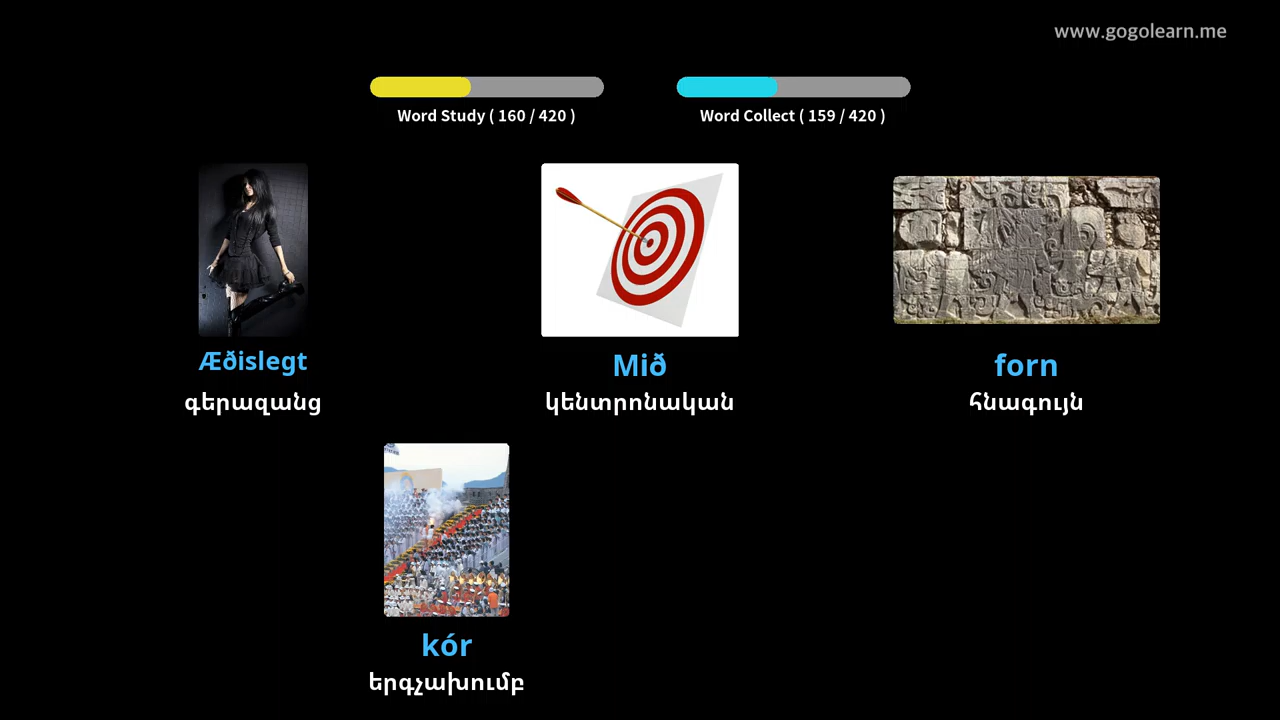 www.gogolearn.me
Word Study ( 160 / 420 )
Word Collect ( 159 / 420 )
Æðislegt
գերազանց
Mið
կենտրոնական
forn
հնագույն
kór
երգչախումբ